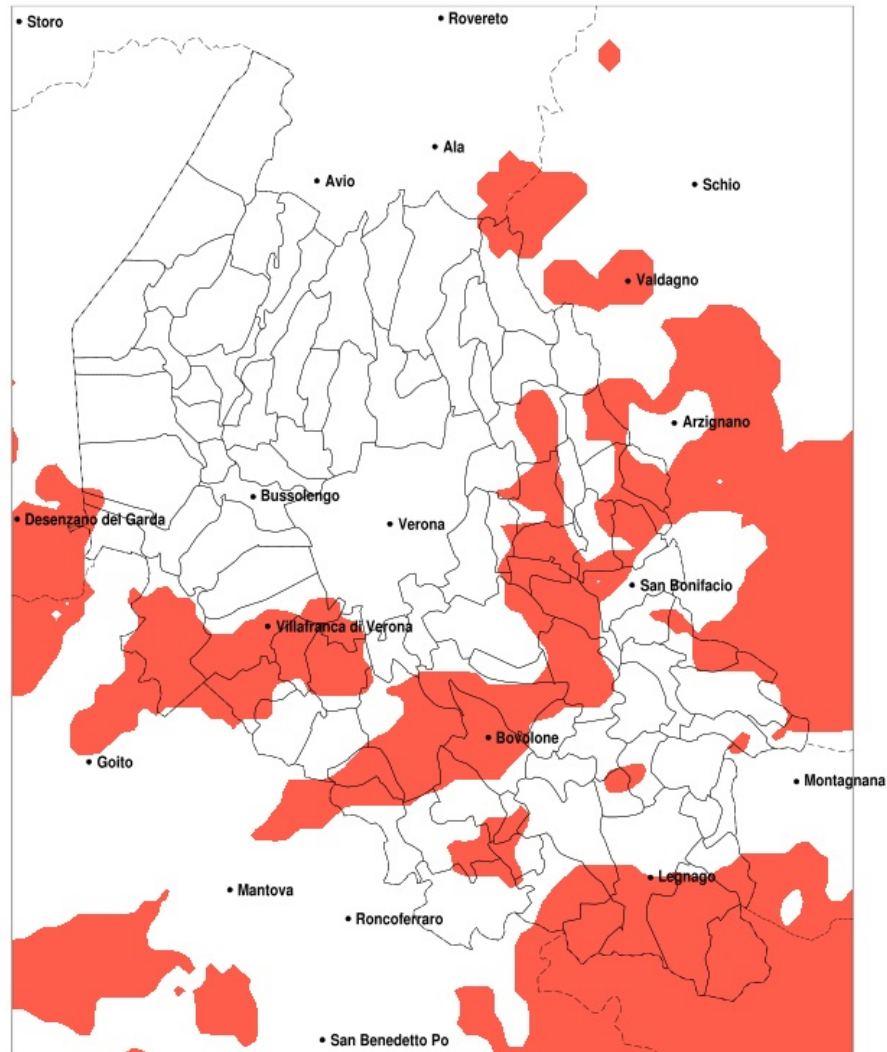 Rovereto
Storo
Ala
Avio
Schio
Valdagno
Arzignano
Bussolengo
Desenzano del Garda
Verona
San Bonifacio
Villafranca di Verona
Bovolone
Goito
Montagnana
Legnago
Mantova
Roncoferraro
San Benedetto Po